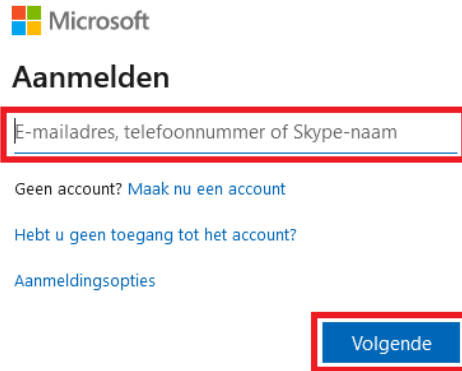 Microsoft
Aanmelden
E-mailadres, telefoonnummer of Skype-naam
Geen account? Maak nu een account
Hebt u geen toegang tot het account?
Aanmeldingsopties
Volgende